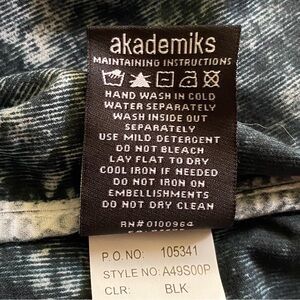 akademiks
MAINTAINING INSTRUCTIONS
HAND WASH IN COLD
WATER SEPARATELY
WASH INSIDE OUT
SEPARATELY
USE MILD DETERGENT
DO NOT BLEACH
LAY FLAT TO DRY
COOL IRON IF NEEDED
DO NOT IRON ON
EMBELLISHMENTS
DO NOT DRY CLEAN
RN#0100964
P.O. NO: 105341
STYLE NO: A49S00P
CLR: BLK